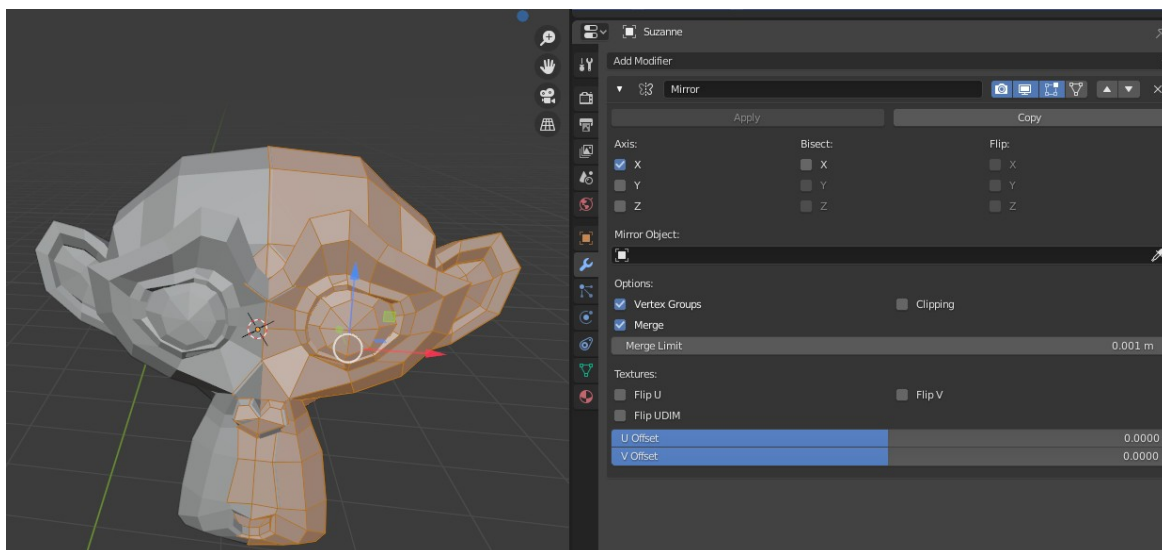 Suzanne
Add Modifier
Mirror
Apply Copy
Axis: Bisect: Flip:
X X X
Y Y Y
Z Z Z
Mirror Object:
Options:
Vertex Groups Clipping
Merge
Merge Limit 0.001 m
Textures:
Flip U Flip V
Flip UDIM
U Offset 0.0000
V Offset 0.0000